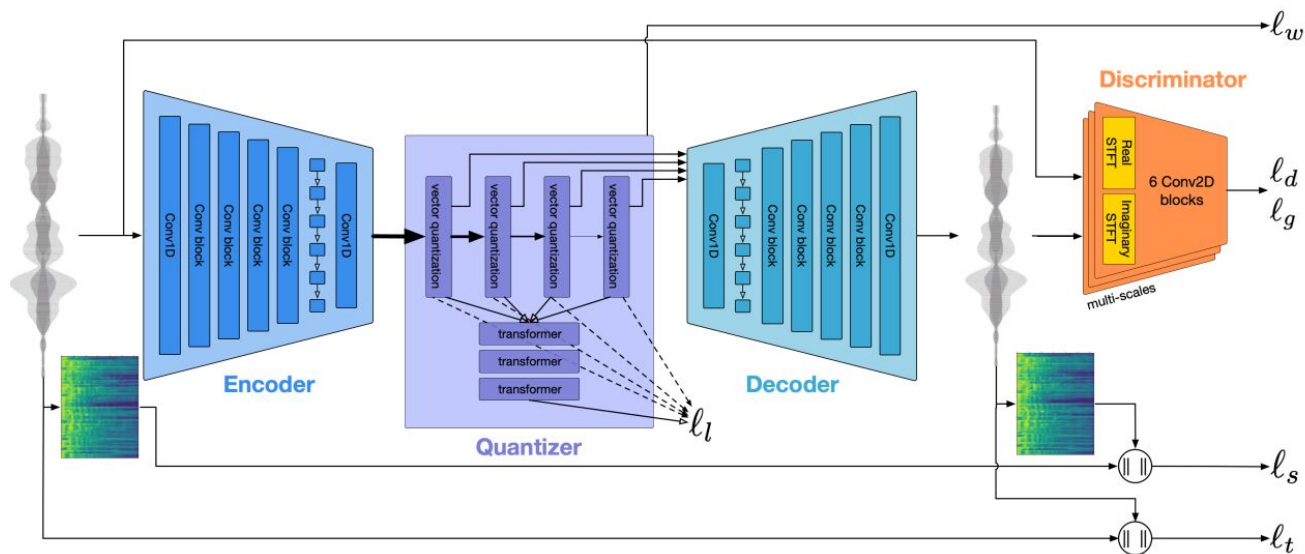 ℓw
Discriminator
Real
STFT
Imaginary
STFT
6 Conv2D
blocks
multi-scales
ℓd
ℓg
Conv1D
Conv block
Conv block
Conv block
Conv block
Conv1D
Encoder
vector quantization
vector quantization
vector quantization
vector quantization
transformer
transformer
transformer
ℓl
Quantizer
Conv1D
Conv block
Conv block
Conv block
Conv block
Conv1D
Decoder
|| ||
ℓs
|| ||
ℓt